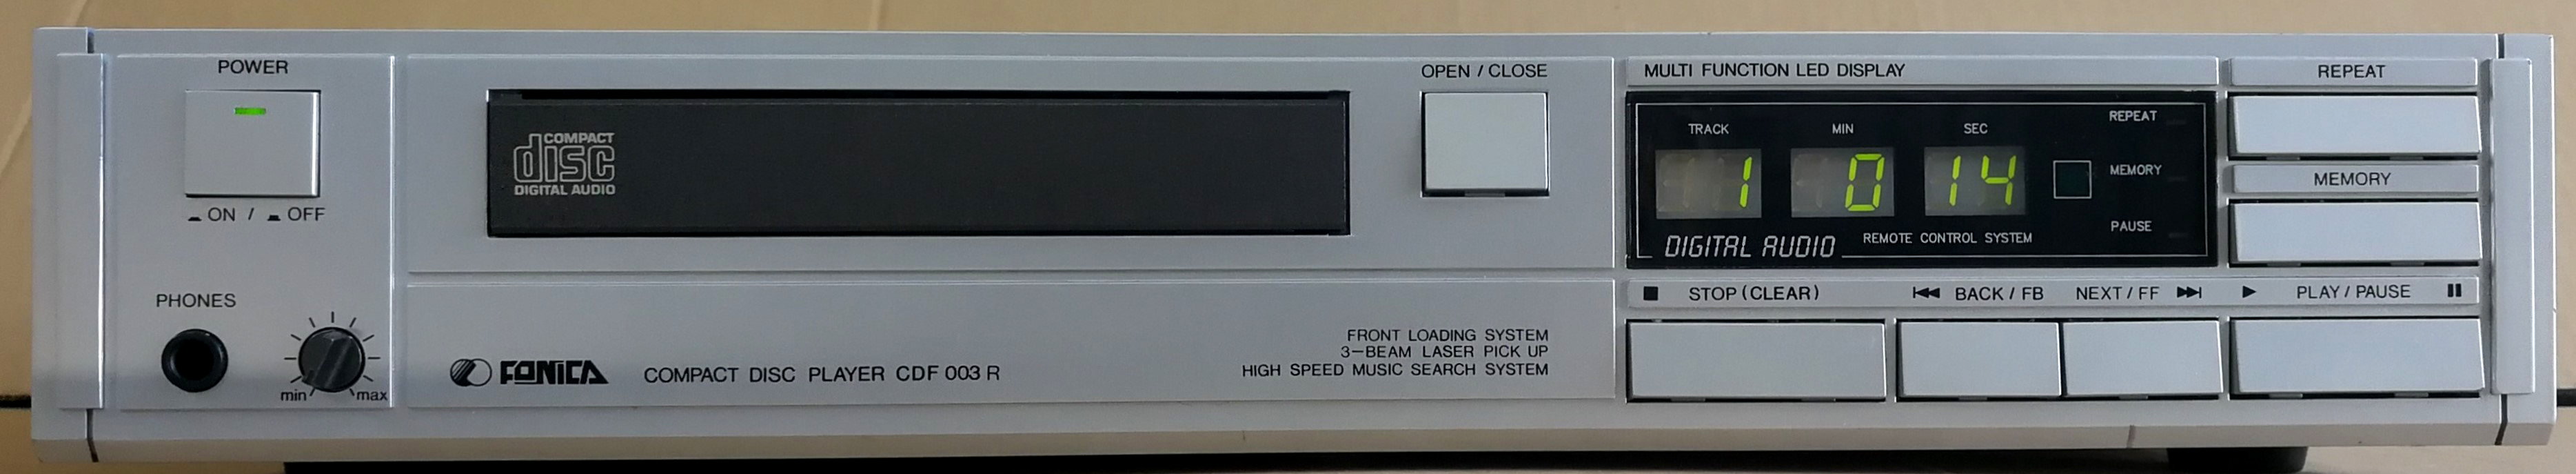 POWER
ON / OFF
PHONES
min max
COMPACT
disc
DIGITAL AUDIO
OPEN / CLOSE
FONICA COMPACT DISC PLAYER CDF 003 R
FRONT LOADING SYSTEM
3-BEAM LASER PICK UP
HIGH SPEED MUSIC SEARCH SYSTEM
MULTI FUNCTION LED DISPLAY
TRACK MIN SEC
1 0 14
REPEAT
MEMORY
PAUSE
DIGITAL AUDIO REMOTE CONTROL SYSTEM
REPEAT
MEMORY
STOP (CLEAR) BACK / FB NEXT / FF PLAY / PAUSE